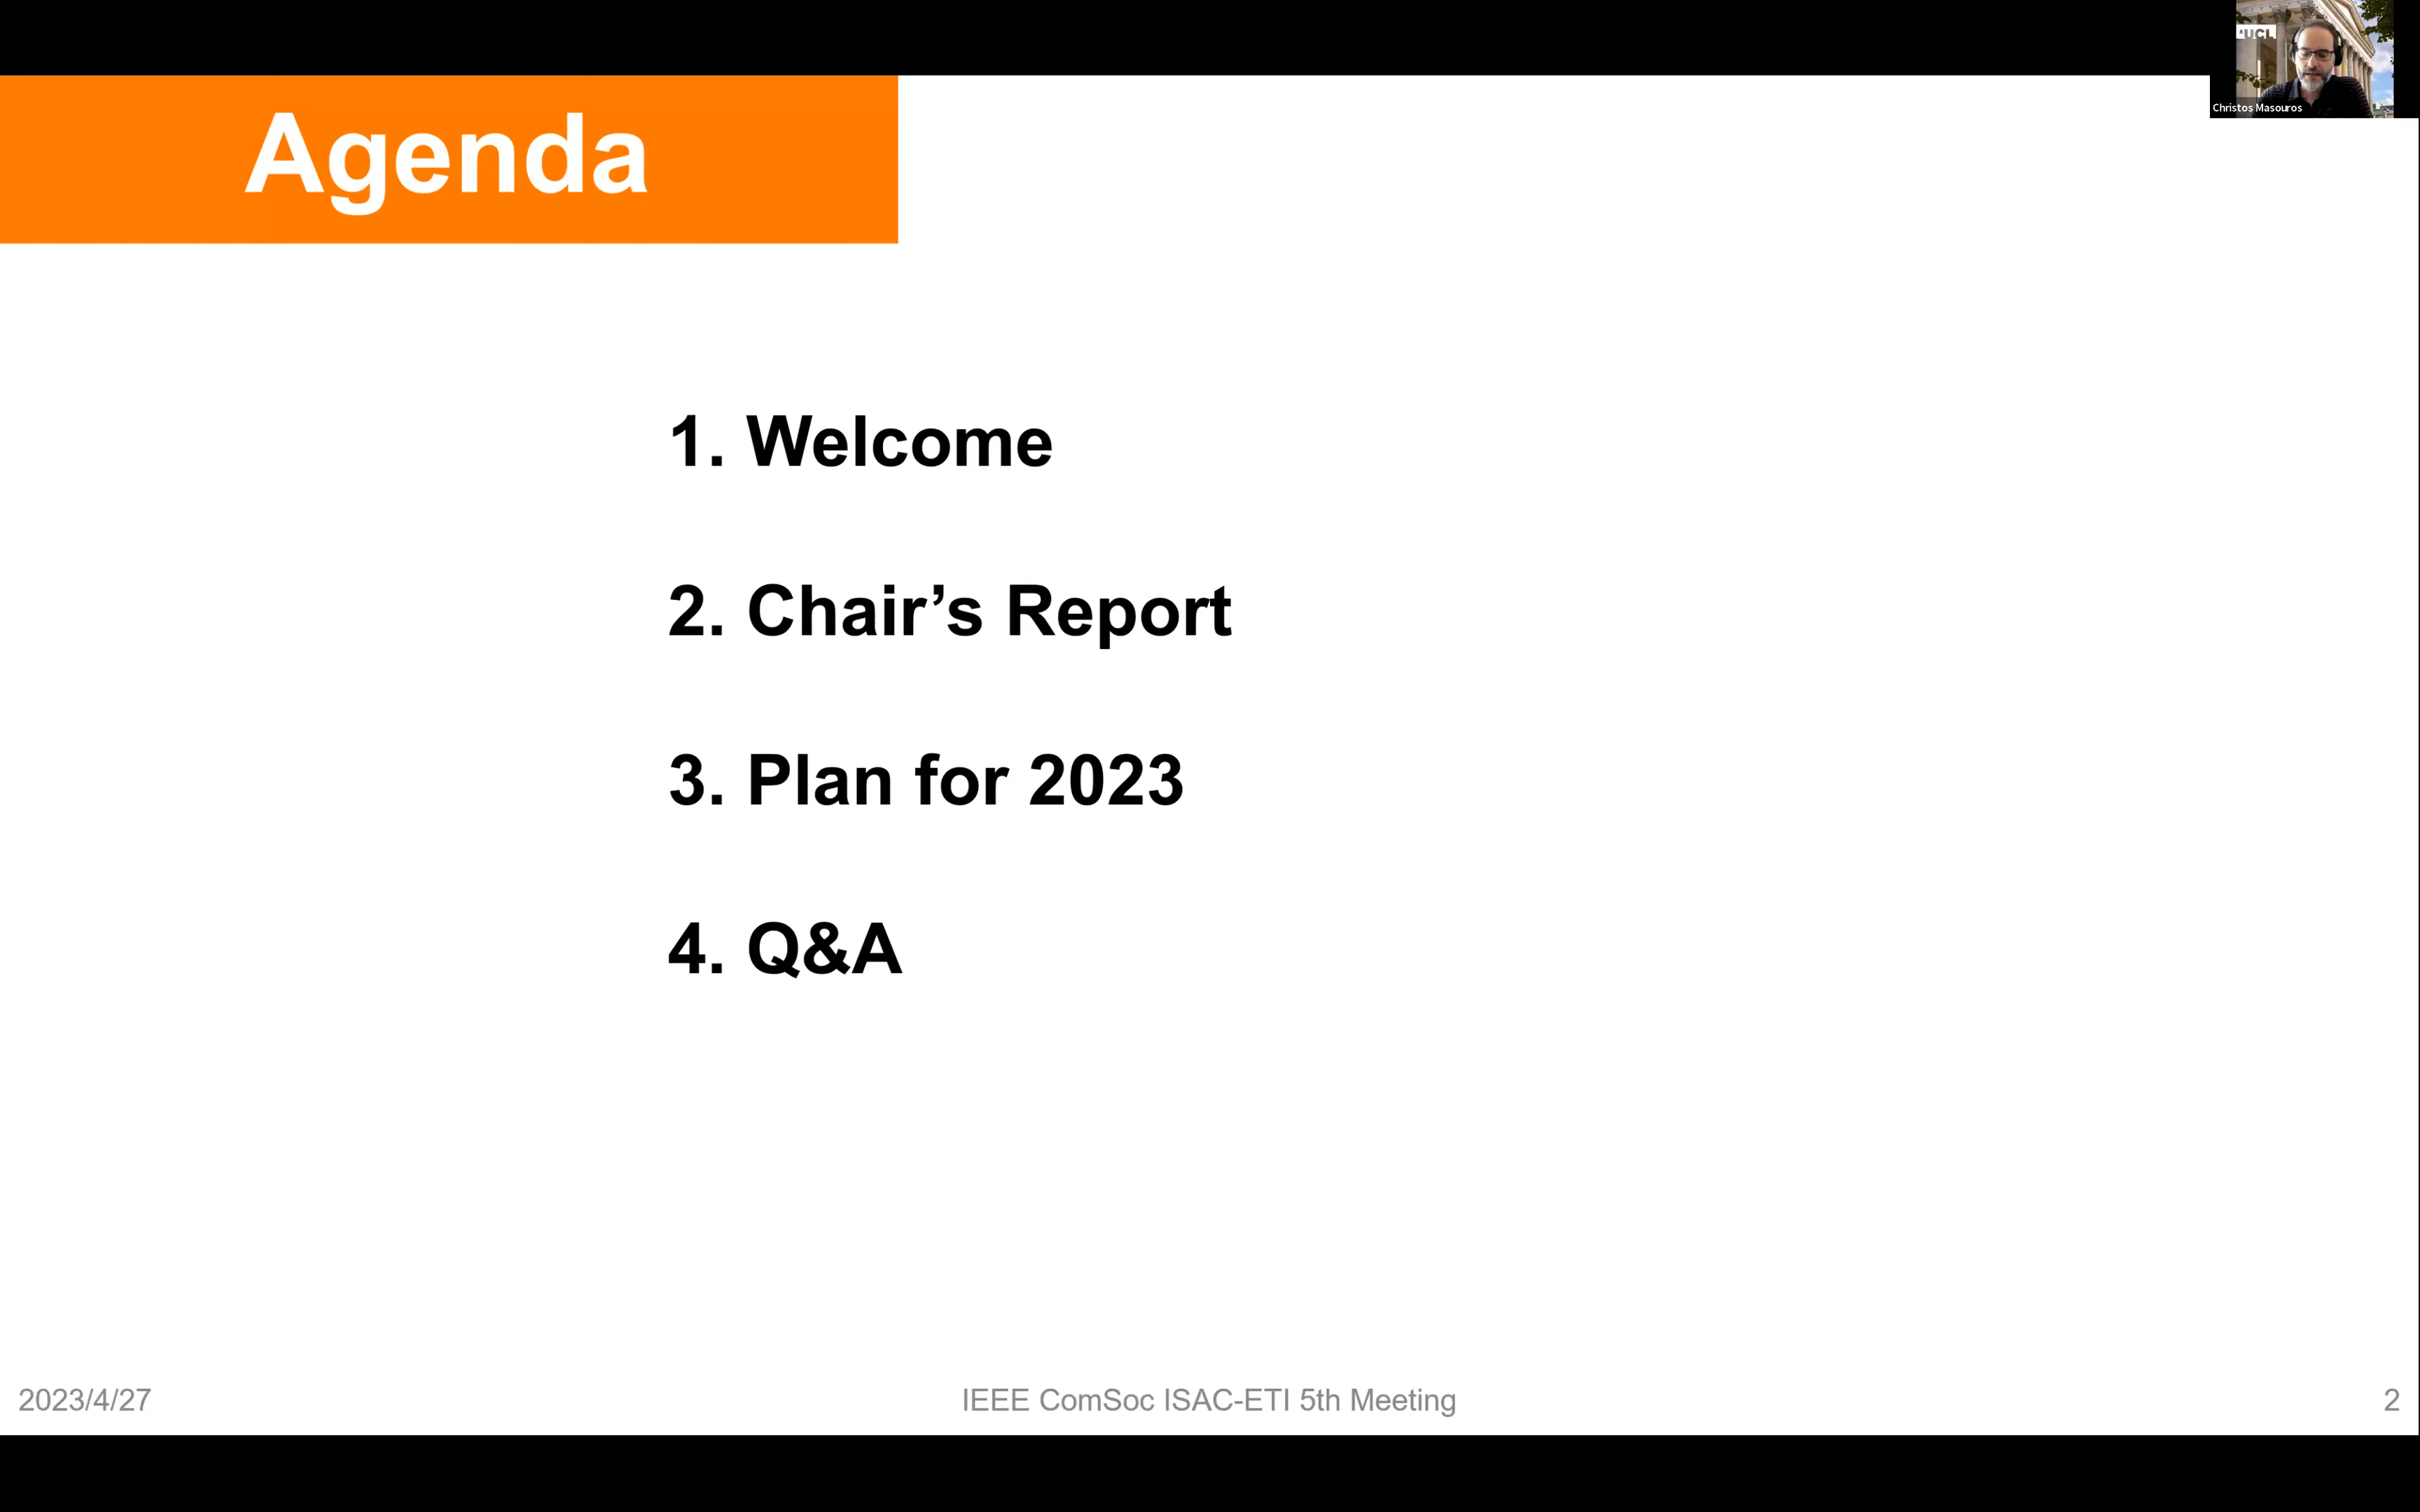 UCL
Christos Masouros
Agenda
1. Welcome
2. Chair’s Report
3. Plan for 2023
4. Q&A
2023/4/27
IEEE ComSoc ISAC-ETI 5th Meeting
2